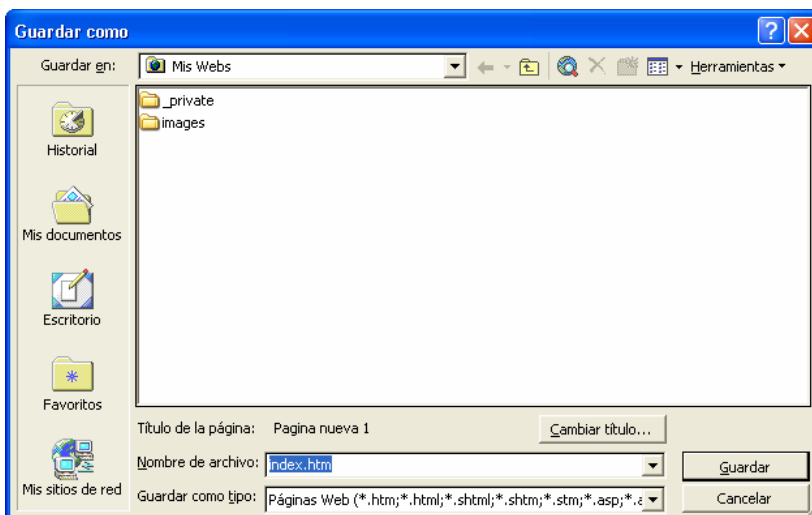 Guardar como
Guardar en: Mis Webs Herramientas
_private
images
Historial
Mis documentos
Escritorio
Favoritos
Mis sitios de red
Título de la página: Pagina nueva 1 Cambiar título...
Nombre de archivo: index.htm Guardar
Guardar como tipo: Páginas Web (*.htm;*.html;*.shtml;*.shtm;*.stm;*.asp;*. Cancelar